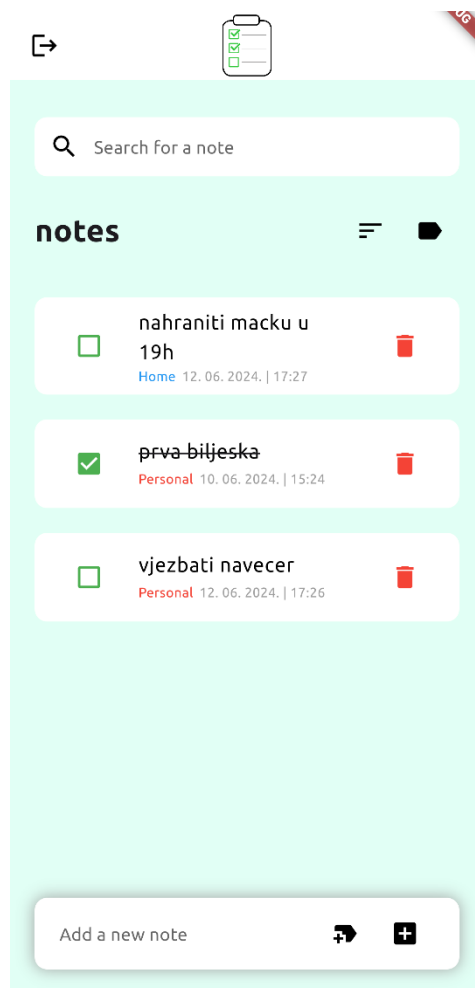 Search for a note
notes
nahraniti macku u
19h
Home 12. 06. 2024. | 17:27
prva biljeska
Personal 10. 06. 2024. | 15:24
vjezbati navecer
Personal 12. 06. 2024. | 17:26
Add a new note